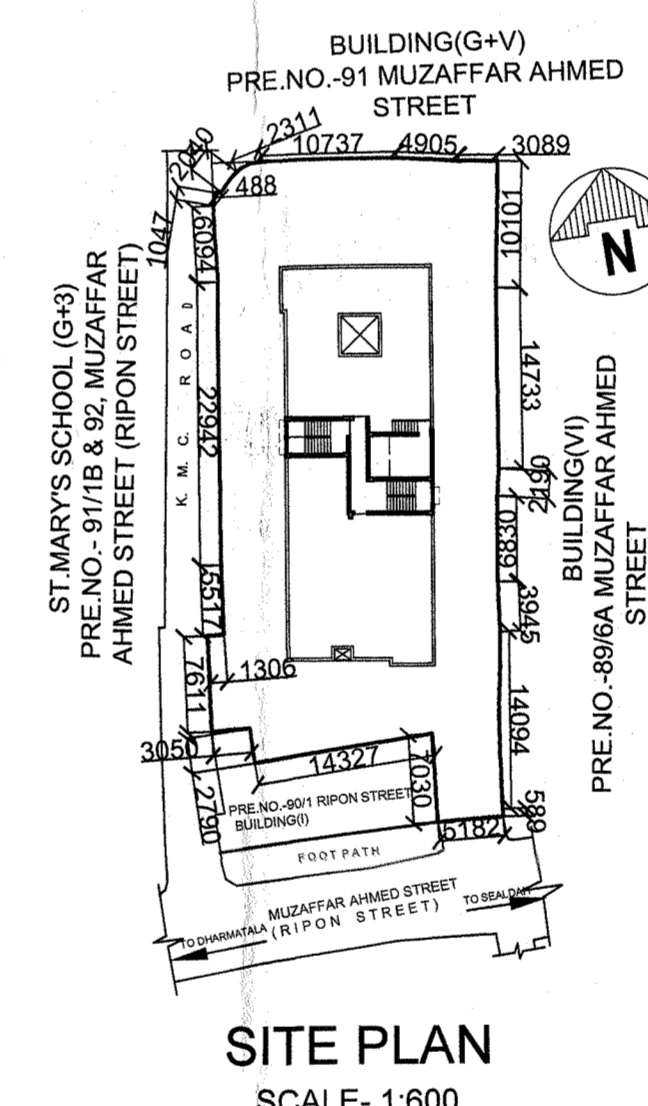 BUILDING(G+V)
PRE.NO.-91 MUZAFFAR AHMED
STREET
2311
10737
4905
3089
488
1047
6094
10101
N
ST.MARY'S SCHOOL (G+3)
PRE.NO.- 91/1B & 92, MUZAFFAR
AHMED STREET (RIPON STREET)
K. M. C. ROAD
22942
14733
2190
6830
3945
BUILDING(VI)
PRE.NO.-89/6A MUZAFFAR AHMED
STREET
5517
7611
1306
14094
3050
14327
7030
2790
PRE.NO.-90/1 RIPON STREET
BUILDING(I)
589
5182
FOOT PATH
MUZAFFAR AHMED STREET
(RIPON STREET)
TO DHARMATALA
TO SEALDAH
SITE PLAN
SCALE- 1:600